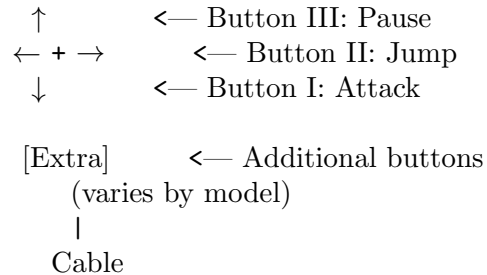 ↑ <— Button III: Pause
← + → <— Button II: Jump
↓ <— Button I: Attack
[Extra] <— Additional buttons
(varies by model)
|
Cable